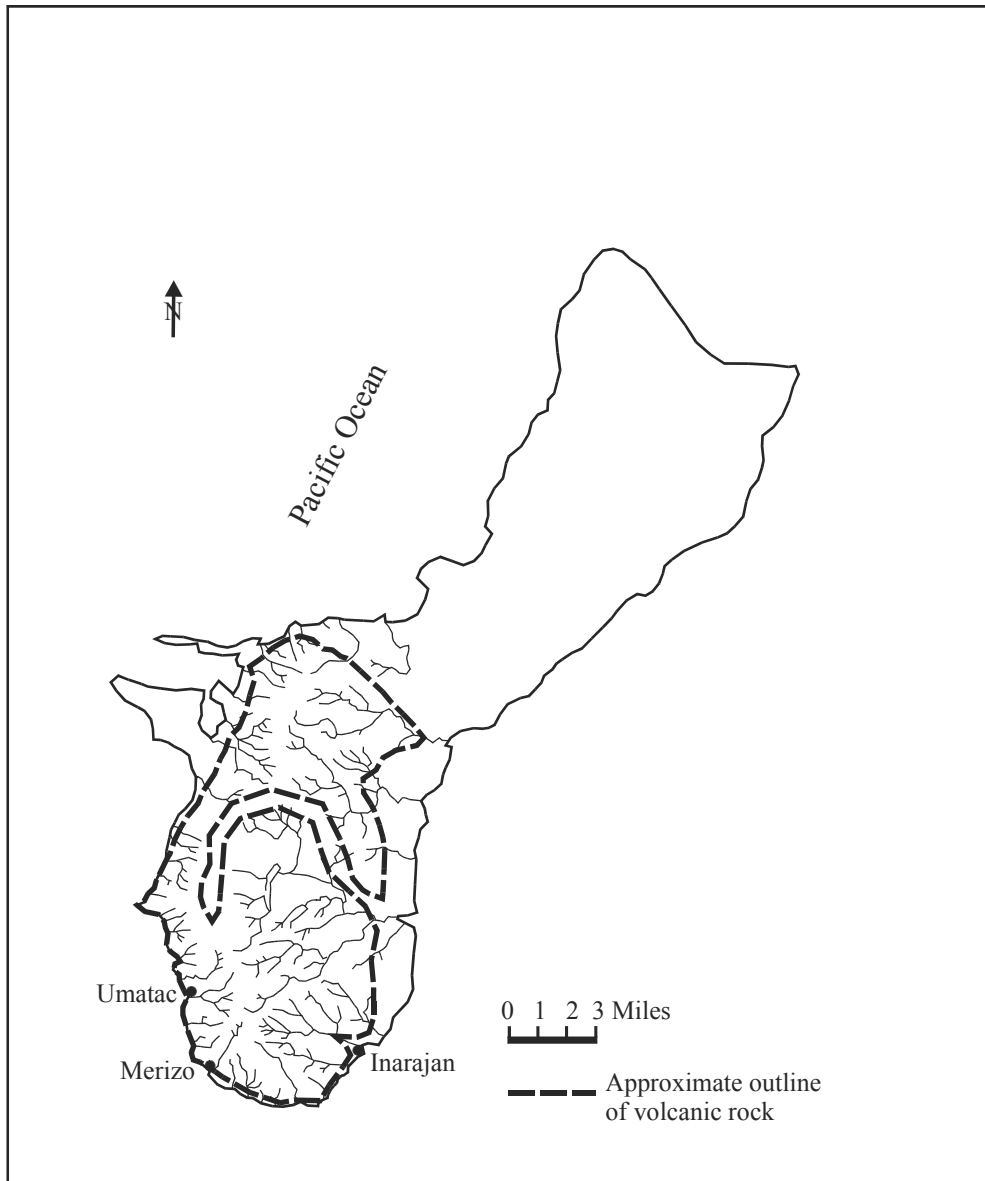 N
Pacific Ocean
Umatac
Merizo
Inarajan
0 1 2 3 Miles
Approximate outline
of volcanic rock